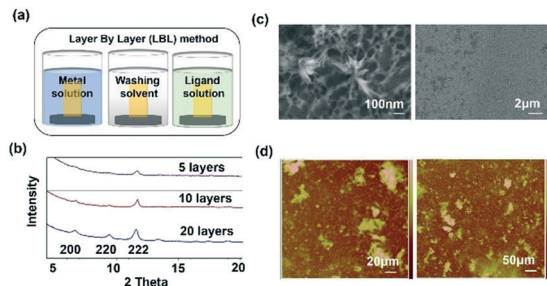 (a)
Layer By Layer (LBL) method
Metal
solution
Washing
solvent
Ligand
solution
(b)
Intensity
5 layers
10 layers
20 layers
200 220 222
5 10 15 20
2 Theta
(c)
100nm
2μm
(d)
20μm
50μm